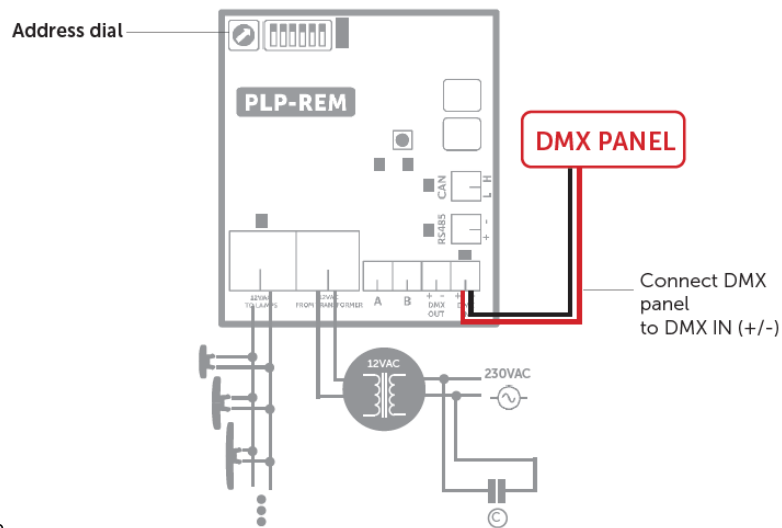 Address dial
PLP-REM
DMX PANEL
CAN
H
L
RS485
-
+
12VAC
TO LAMPS
12VAC
FROM TRANSFORMER
A
B
+ -
DMX
OUT
+
Connect DMX
panel
to DMX IN (+/-)
12VAC
230VAC
C